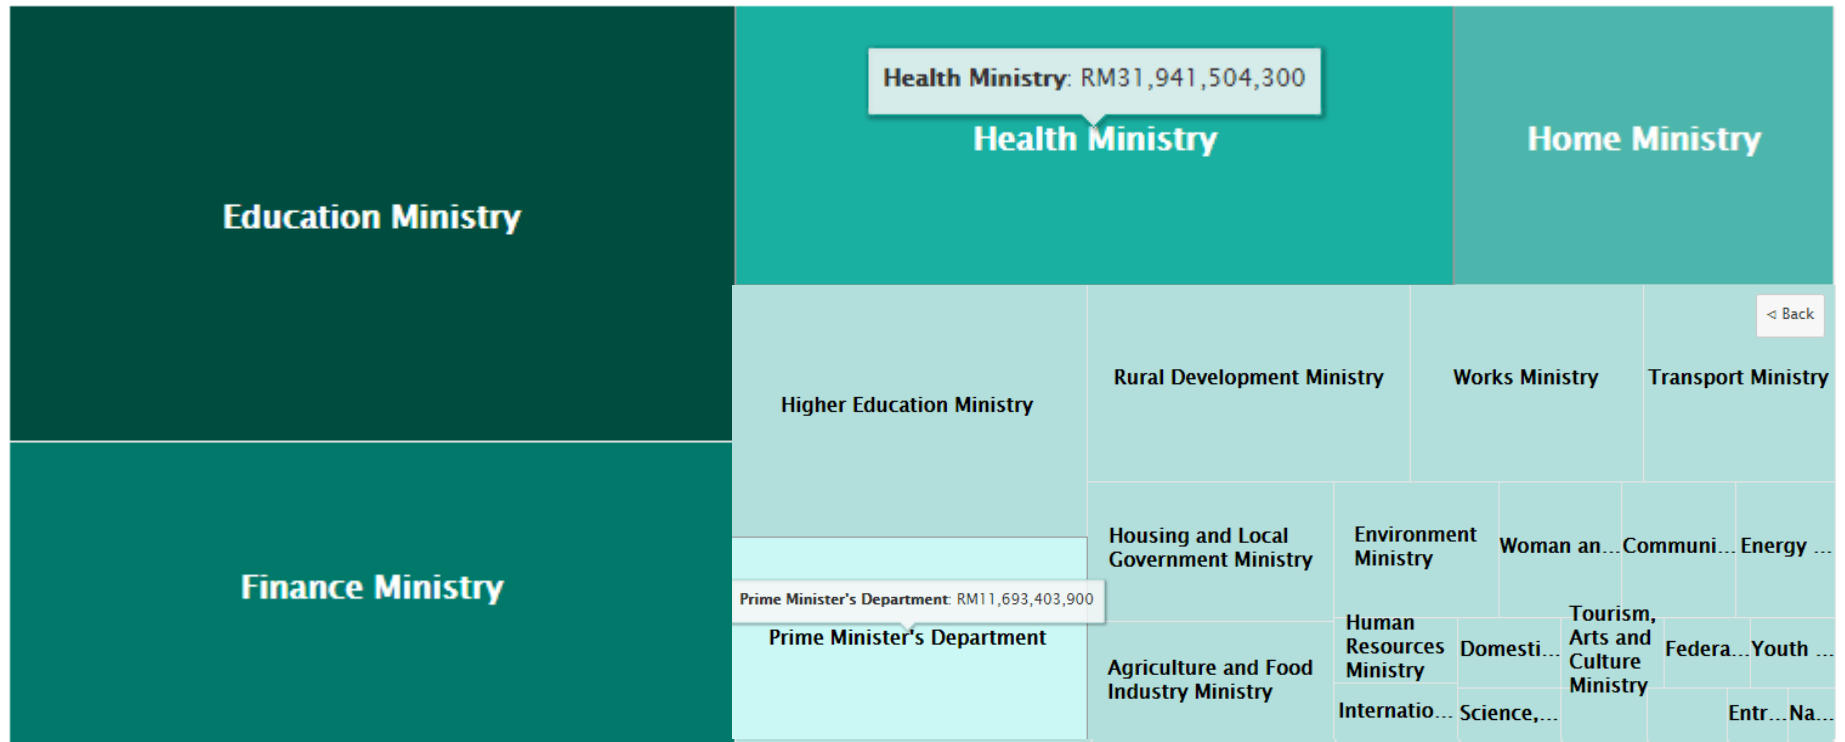 Education Ministry
Finance Ministry
Health Ministry: RM31,941,504,300
Health Ministry
Home Ministry
◁ Back
Higher Education Ministry
Rural Development Ministry
Works Ministry
Transport Ministry
Prime Minister's Department: RM11,693,403,900
Prime Minister's Department
Housing and Local
Government Ministry
Environment
Ministry
Woman an...
Communi...
Energy ...
Agriculture and Food
Industry Ministry
Human
Resources
Ministry
Domesti...
Tourism,
Arts and
Culture
Ministry
Federa...
Youth ...
Internatio...
Science,...
Entr...
Na...